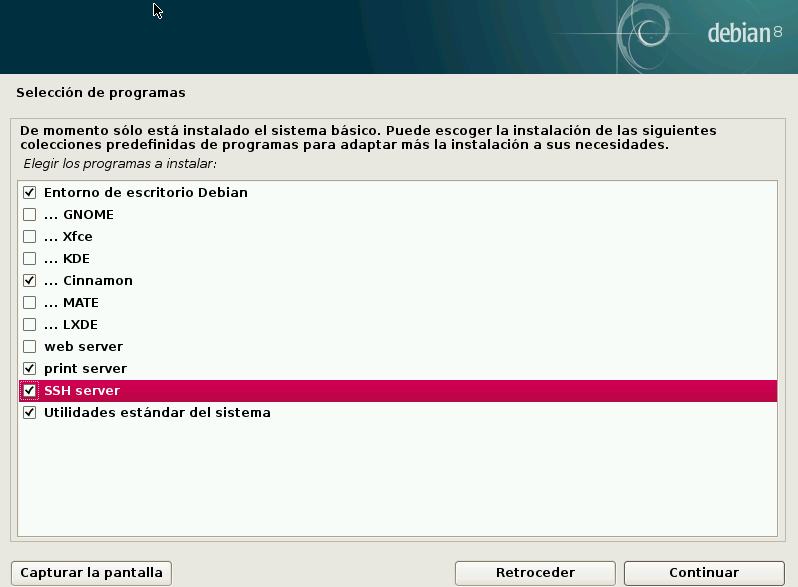 debian 8
Selección de programas
De momento sólo está instalado el sistema básico. Puede escoger la instalación de las siguientes
colecciones predefinidas de programas para adaptar más la instalación a sus necesidades.
Elegir los programas a instalar:
Entorno de escritorio Debian
... GNOME
... Xfce
... KDE
... Cinnamon
... MATE
... LXDE
web server
print server
SSH server
Utilidades estándar del sistema
Capturar la pantalla
Retroceder
Continuar